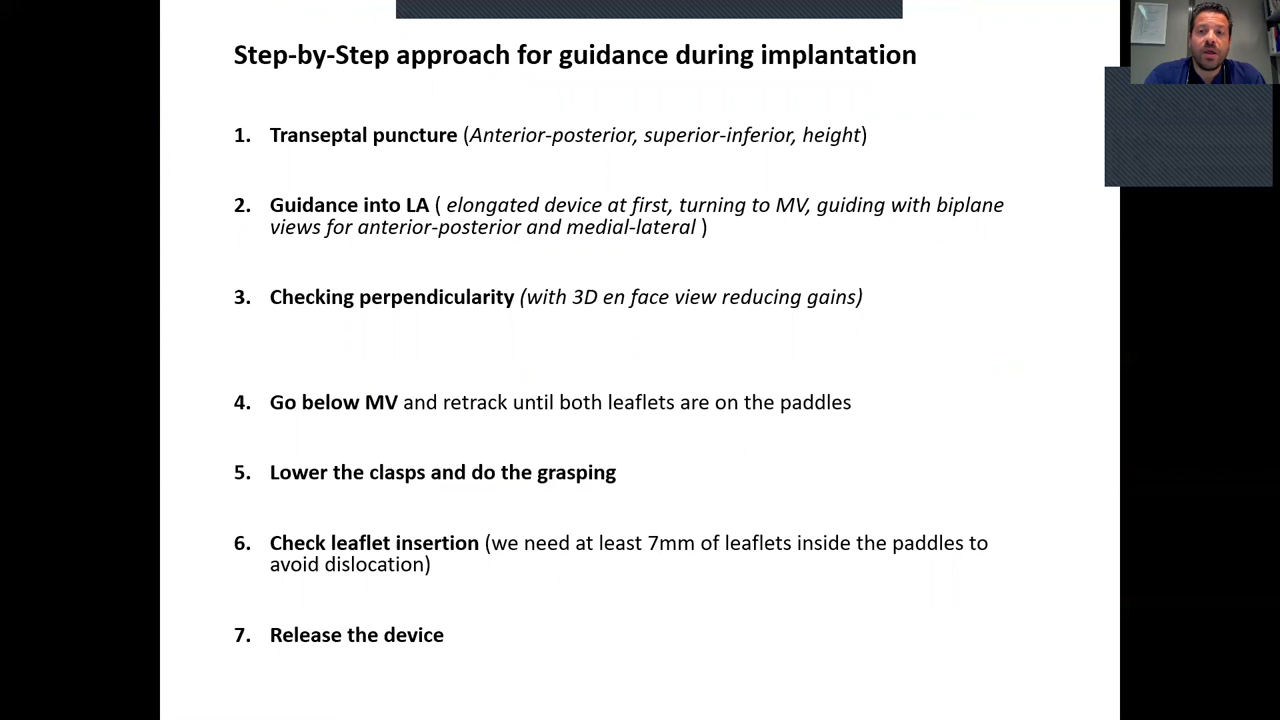 Step-by-Step approach for guidance during implantation
1. Transeptal puncture (Anterior-posterior, superior-inferior, height)
2. Guidance into LA ( elongated device at first, turning to MV, guiding with biplane
views for anterior-posterior and medial-lateral )
3. Checking perpendicularity (with 3D en face view reducing gains)
4. Go below MV and retrack until both leaflets are on the paddles
5. Lower the clasps and do the grasping
6. Check leaflet insertion (we need at least 7mm of leaflets inside the paddles to
avoid dislocation)
7. Release the device